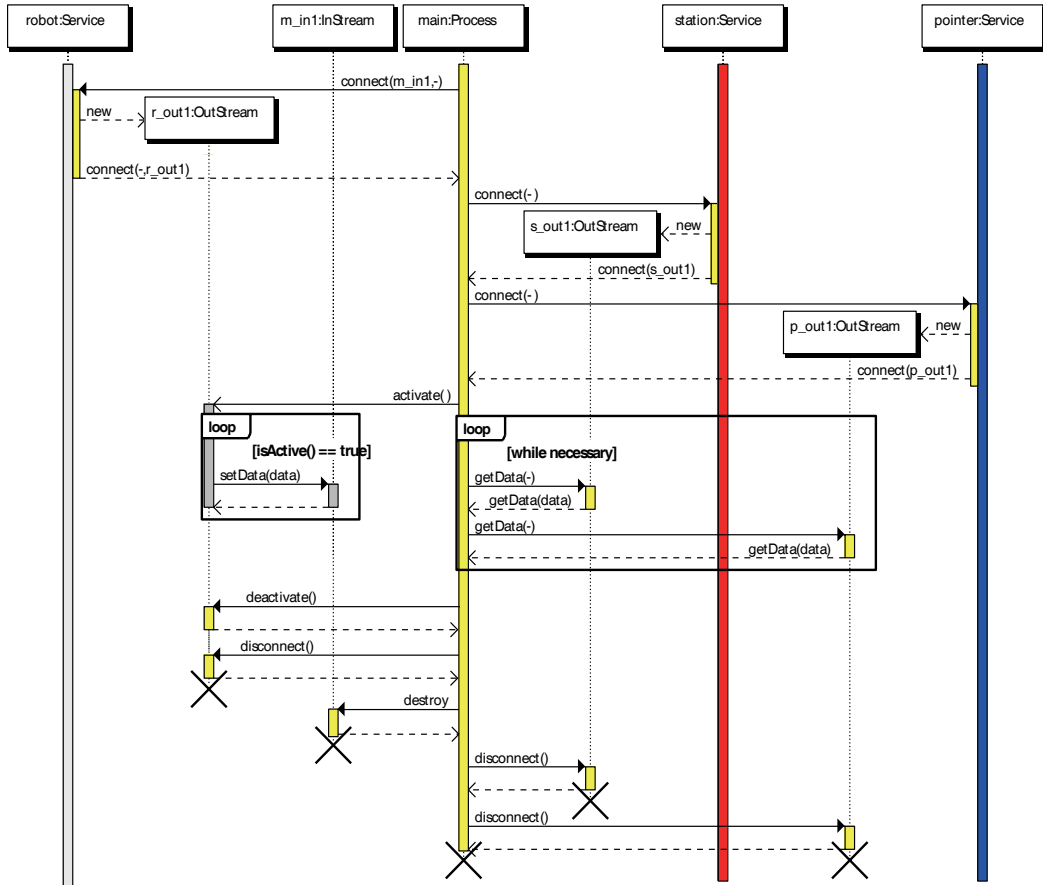 robot:Service
m_in1:InStream
main:Process
station:Service
pointer:Service
connect(m_in1,-)
new
r_out1:OutStream
connect(-,r_out1)
connect(-)
s_out1:OutStream
new
connect(s_out1)
connect(-)
p_out1:OutStream
new
connect(p_out1)
activate()
loop
[isActive() == true]
setData(data)
loop
[while necessary]
getData(-)
getData(data)
getData(-)
getData(data)
deactivate()
disconnect()
destroy
disconnect()
disconnect()